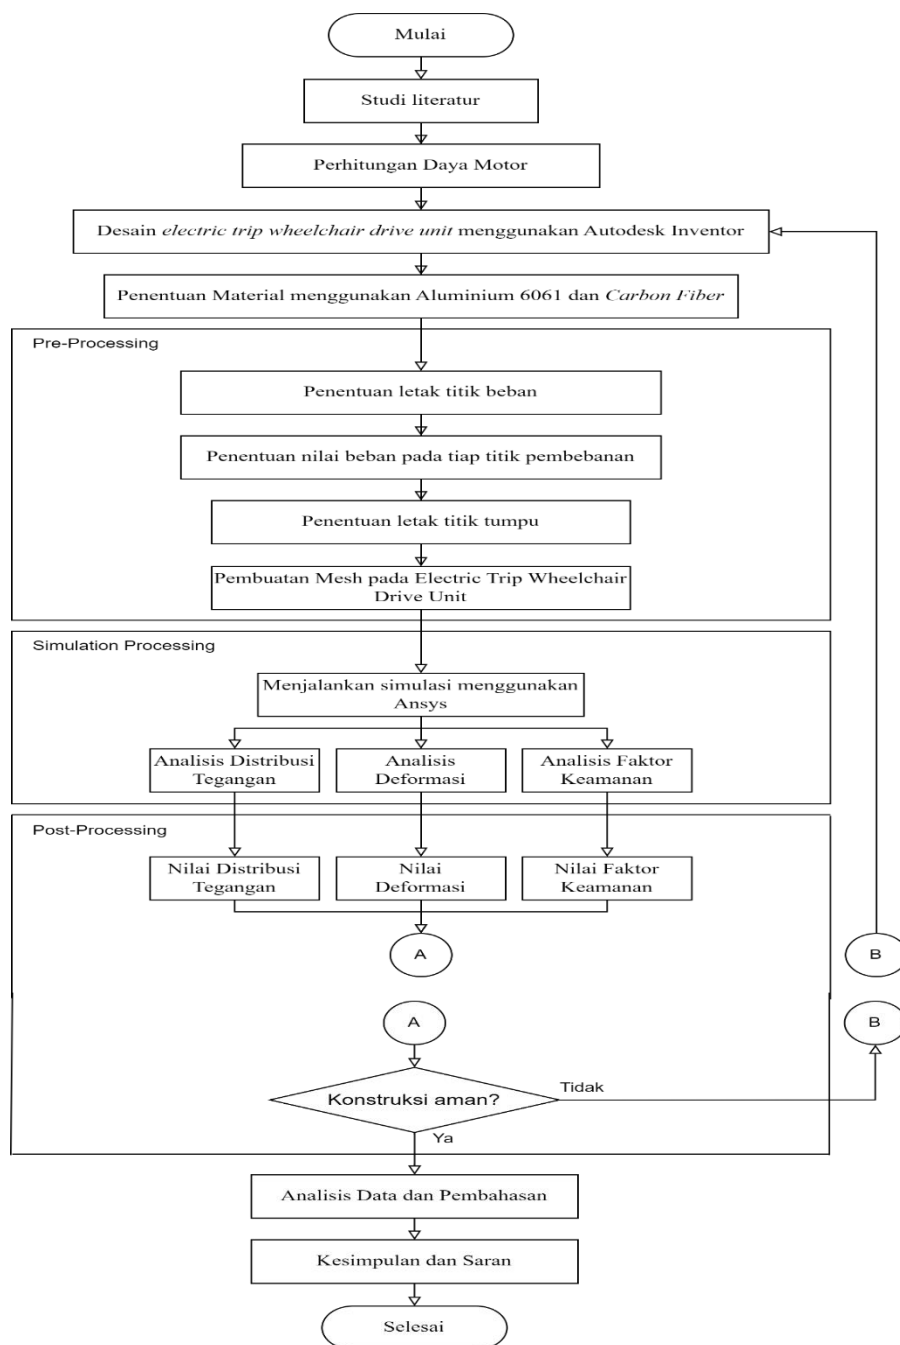 Mulai
Studi literatur
Perhitungan Daya Motor
Desain electric trip wheelchair drive unit menggunakan Autodesk Inventor
Penentuan Material menggunakan Aluminium 6061 dan Carbon Fiber
Pre-Processing
Penentuan letak titik beban
Penentuan nilai beban pada tiap titik pembebanan
Penentuan letak titik tumpu
Pembuatan Mesh pada Electric Trip Wheelchair
Drive Unit
Simulation Processing
Menjalankan simulasi menggunakan
Ansys
Analisis Distribusi
Tegangan
Analisis
Deformasi
Analisis Faktor
Keamanan
Post-Processing
Nilai Distribusi
Tegangan
Nilai
Deformasi
Nilai Faktor
Keamanan
A
B
A
B
Konstruksi aman?
Tidak
Ya
Analisis Data dan Pembahasan
Kesimpulan dan Saran
Selesai